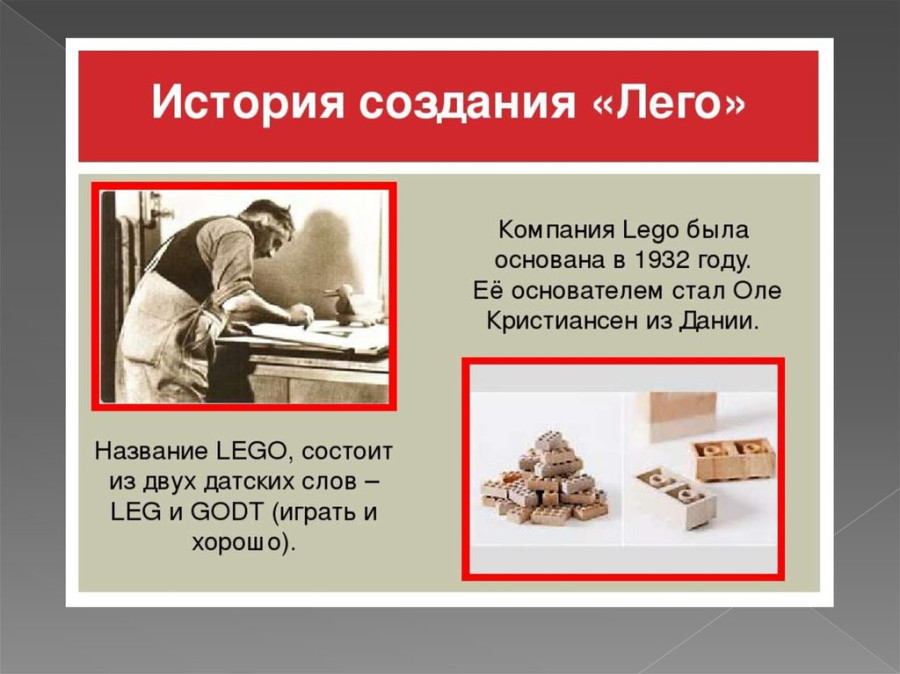 История создания «Лего»
Компания Lego была
основана в 1932 году.
Её основателем стал Оле
Кристиансен из Дании.
Название LEGO, состоит
из двух датских слов –
LEG и GODT (играть и
хорошо).